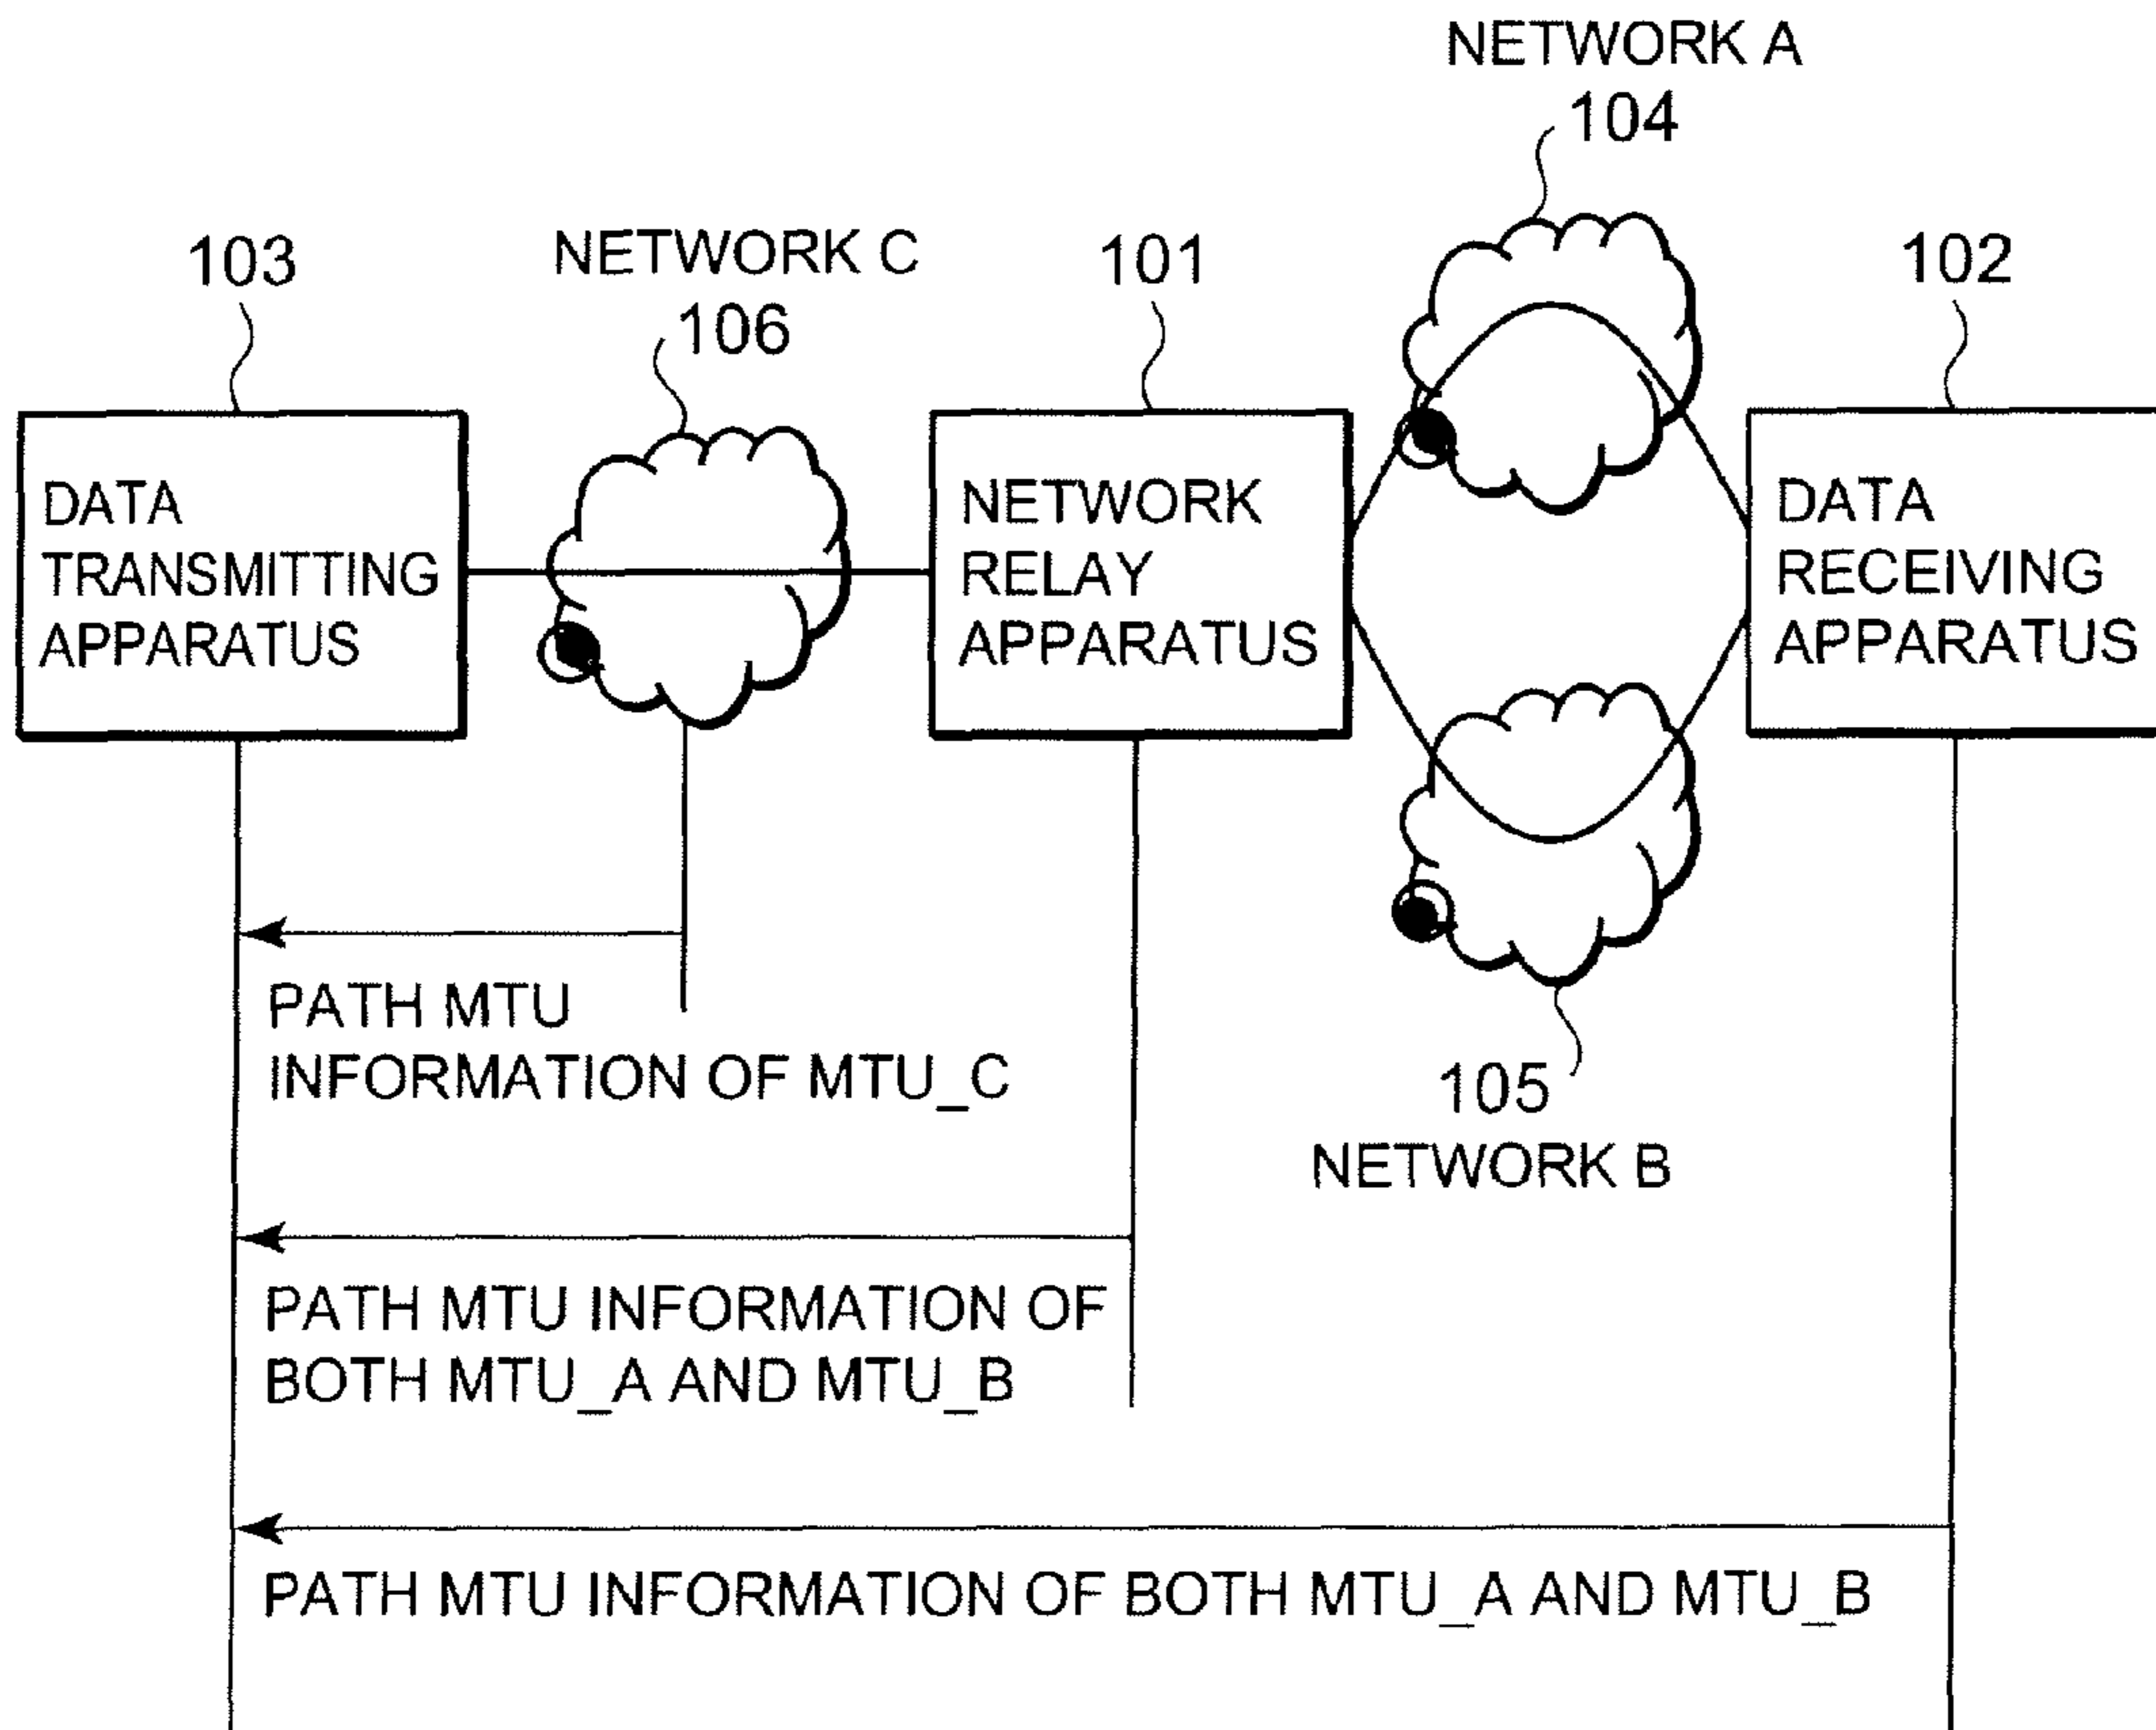 NETWORK A
104
103
NETWORK C
106
101
102
DATA
TRANSMITTING
APPARATUS
NETWORK
RELAY
APPARATUS
DATA
RECEIVING
APPARATUS
PATH MTU
INFORMATION OF MTU_C
105
NETWORK B
PATH MTU INFORMATION OF
BOTH MTU_A AND MTU_B
PATH MTU INFORMATION OF BOTH MTU_A AND MTU_B